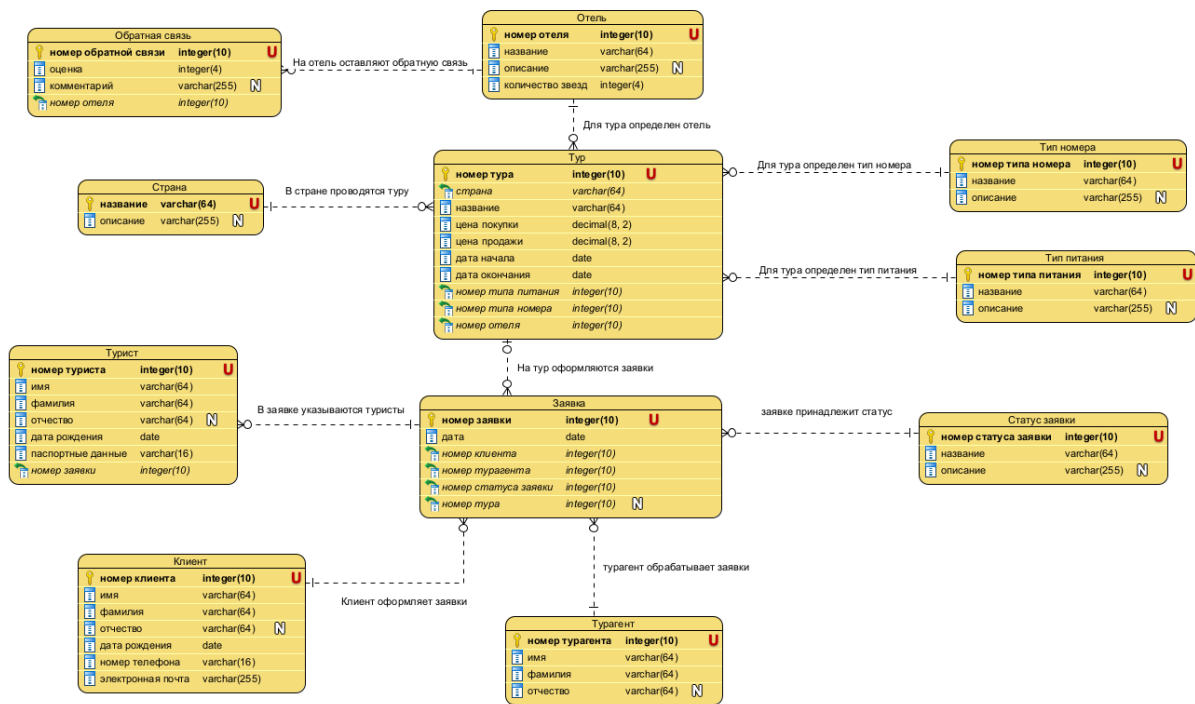 Обратная связь
номер обратной связи integer(10) U
оценка integer(4)
комментарий varchar(255) N
номер отеля integer(10)
На отель оставляют обратную связь
Отель
номер отеля integer(10) U
название varchar(64)
описание varchar(255) N
количество звезд integer(4)
Для тура определен отель
Страна
название varchar(64) U
описание varchar(255) N
В стране проводятся туру
Тур
номер тура integer(10) U
страна varchar(64)
название varchar(64)
цена покупки decimal(8, 2)
цена продажи decimal(8, 2)
дата начала date
дата окончания date
номер типа питания integer(10)
номер типа номера integer(10)
номер отеля integer(10)
Для тура определен тип номера
Тип номера
номер типа номера integer(10) U
название varchar(64)
описание varchar(255) N
Для тура определен тип питания
Тип питания
номер типа питания integer(10) U
название varchar(64)
описание varchar(255) N
На тур оформляются заявки
Турист
номер туриста integer(10) U
имя varchar(64)
фамилия varchar(64)
отчество varchar(64) N
дата рождения date
паспортные данные varchar(16)
номер заявки integer(10)
В заявке указываются туристы
Заявка
номер заявки integer(10) U
дата date
номер клиента integer(10)
номер турагента integer(10)
номер статуса заявки integer(10)
номер тура integer(10) N
заявке принадлежит статус
Статус заявки
номер статуса заявки integer(10) U
название varchar(64)
описание varchar(255) N
Клиент
номер клиента integer(10) U
имя varchar(64)
фамилия varchar(64)
отчество varchar(64) N
дата рождения date
номер телефона varchar(16)
электронная почта varchar(255)
Клиент оформляет заявки
турагент обрабатывает заявки
Турагент
номер турагента integer(10) U
имя varchar(64)
фамилия varchar(64)
отчество varchar(64) N